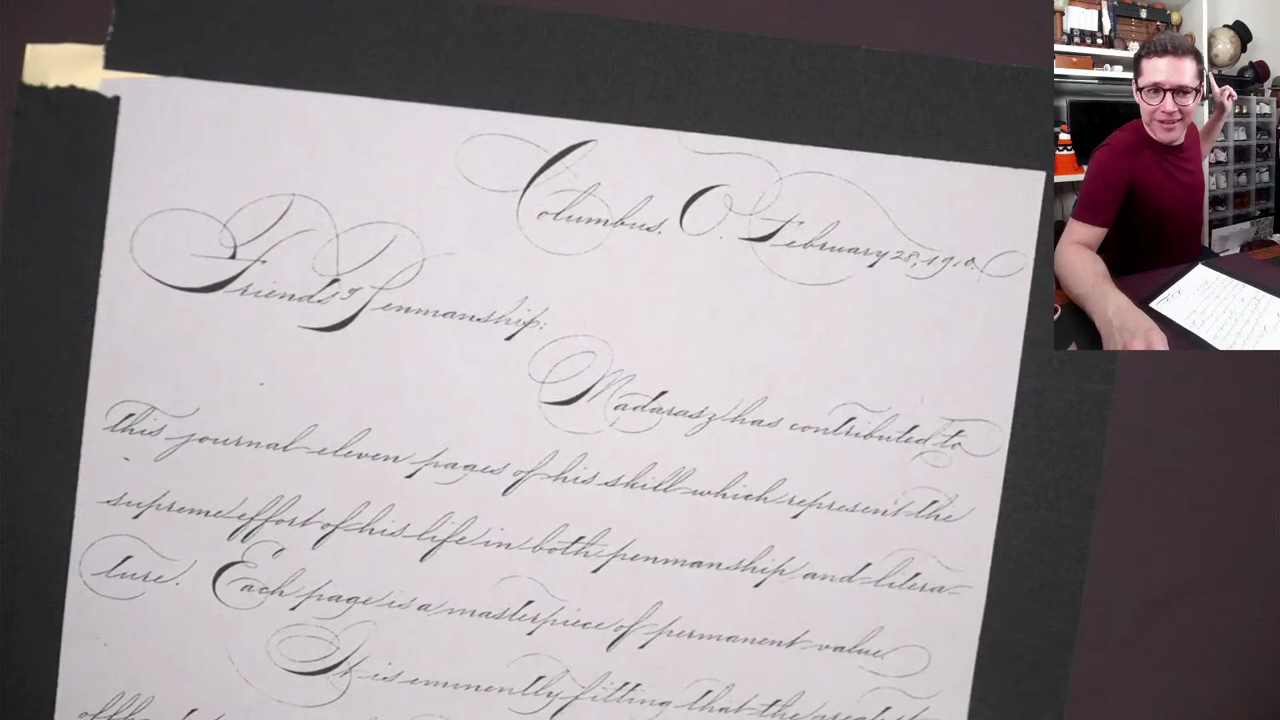 Columbus, O. February 28, 1910.
Friends of Penmanship:
Madarasz has contributed to
this journal eleven pages of his skill which represent the
supreme effort of his life in both penmanship and litera-
ture. Each page is a masterpiece of permanent value.
It is eminently fitting that the greatest